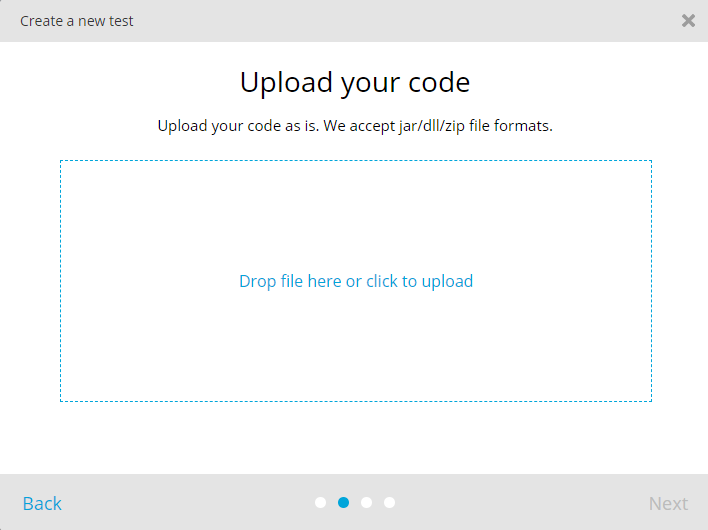 Create a new test
Upload your code
Upload your code as is. We accept jar/dll/zip file formats.
Drop file here or click to upload
Back
Next